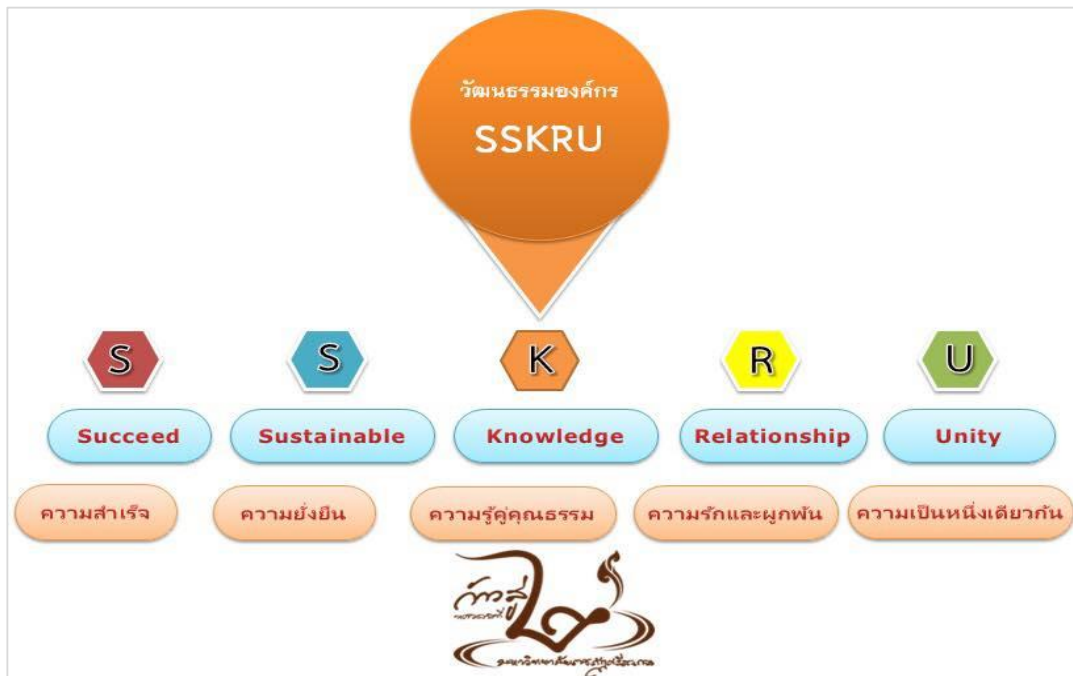 วัฒนธรรมองค์กร
SSKRU
S S K R U
Succeed Sustainable Knowledge Relationship Unity
ความสำเร็จ ความยั่งยืน ความรู้คู่คุณธรรม ความรักและผูกพัน ความเป็นหนึ่งเดียวกัน
ก้าวสู่